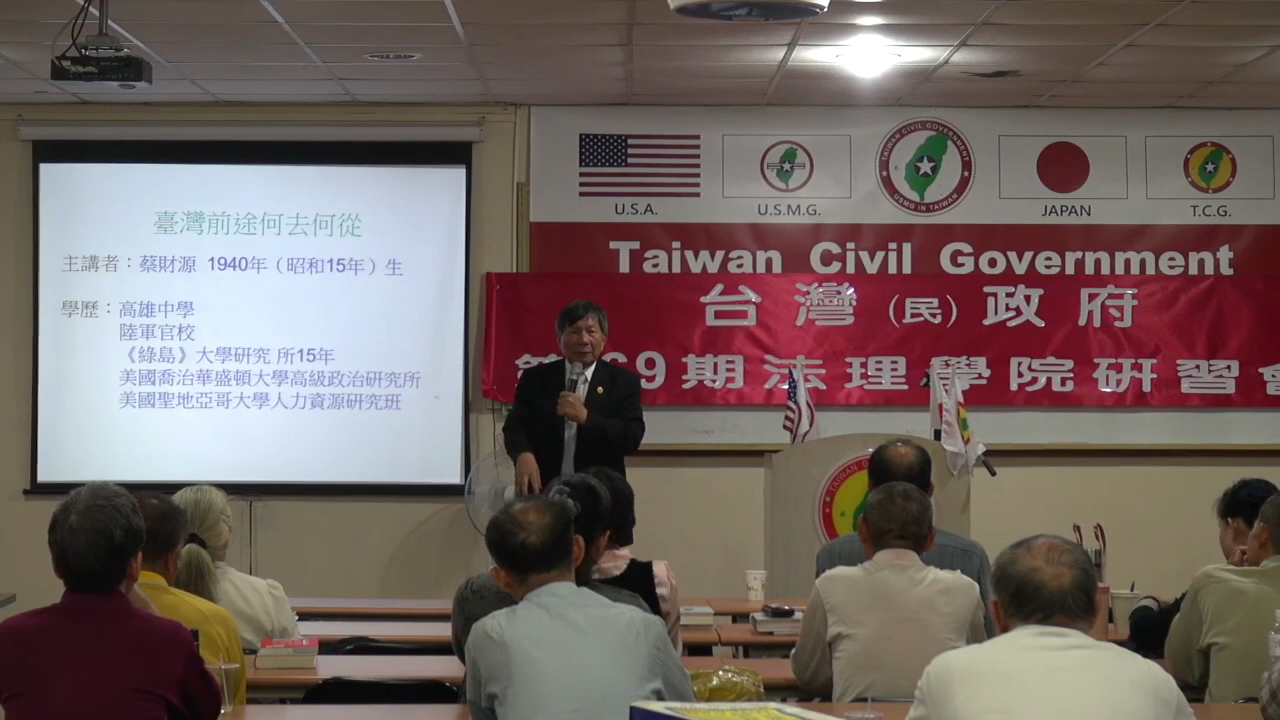 臺灣前途何去何從
主講者：蔡財源 1940年（昭和15年）生
學歷：高雄中學
陸軍官校
《綠島》大學研究 所15年
美國喬治華盛頓大學高級政治研究所
美國聖地亞哥大學人力資源研究班
U.S.A.
U.S.M.G.
TAIWAN CIVIL GOVERNMENT
USMG IN TAIWAN
JAPAN
T.C.G.
Taiwan Civil Government
台灣(民)政府
9期法理學院研習會